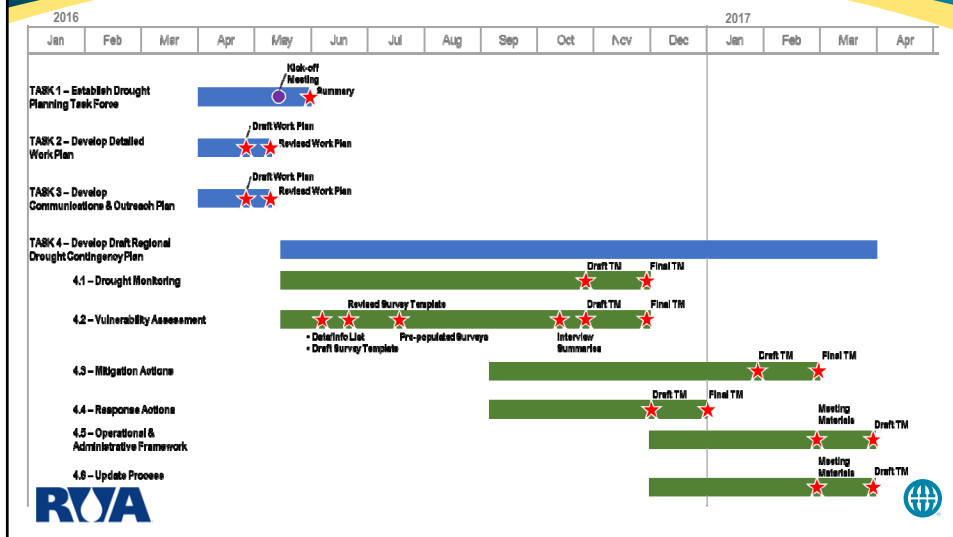 2016 2017
Jan Feb Mar Apr May Jun Jul Aug Sep Oct Nov Dec Jan Feb Mar Apr
Kick-off
Meeting
TASK 1 – Establish Drought
Planning Task Force
Summary
Draft Work Plan
TASK 2 – Develop Detailed
Work Plan
Revised Work Plan
Draft Work Plan
TASK 3 – Develop
Communications & Outreach Plan
Revised Work Plan
TASK 4 – Develop Draft Regional
Drought Contingency Plan
Draft TM Final TM
4.1 – Drought Monitoring
Revised Survey Template Draft TM Final TM
4.2 – Vulnerability Assessment
• Data/Info List
• Draft Survey Template
Pre-populated Surveys
Interview
Summaries
Draft TM Final TM
4.3 – Mitigation Actions
Draft TM Final TM
4.4 – Response Actions
Meeting
Materials
Draft TM
4.5 – Operational &
Administrative Framework
Meeting
Materials
Draft TM
4.6 – Update Process
RWA